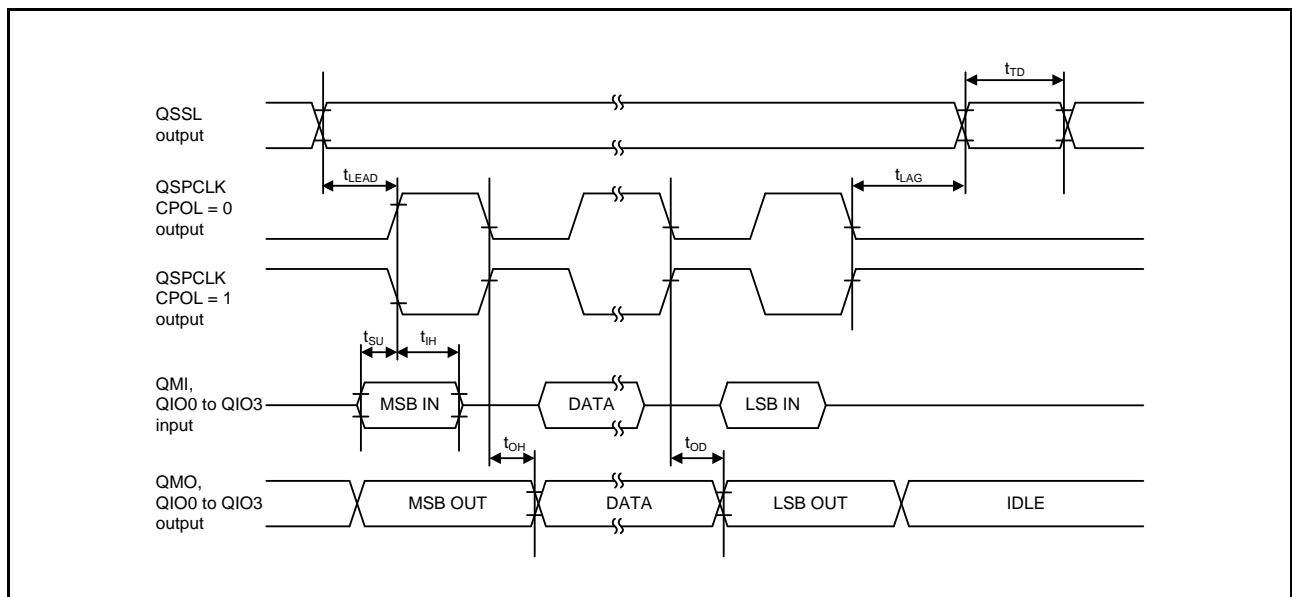 tTD
QSSL
output
tLEAD
tLAG
QSPCLK
CPOL = 0
output
QSPCLK
CPOL = 1
output
tSU
tIH
QMI,
QIO0 to QIO3
input
MSB IN
DATA
LSB IN
tOH
tOD
QMO,
QIO0 to QIO3
output
MSB OUT
DATA
LSB OUT
IDLE